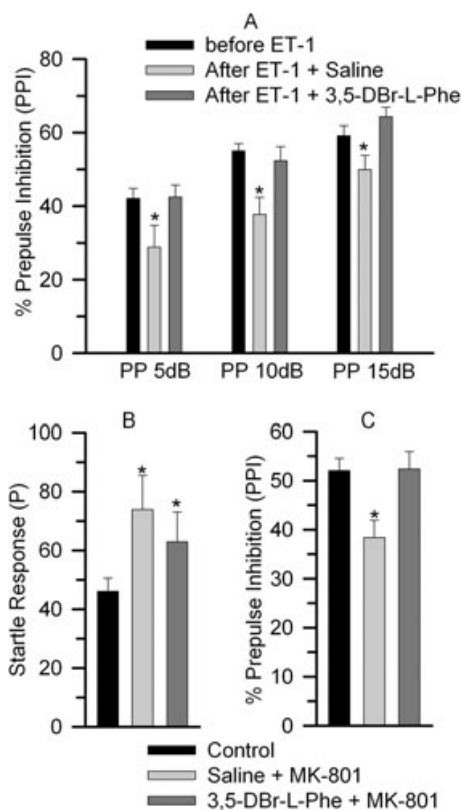 A
before ET-1
After ET-1 + Saline
After ET-1 + 3,5-DBr-L-Phe
% Prepulse Inhibition (PPI)
80
60
40
20
0
*
*
*
PP 5dB PP 10dB PP 15dB
B
Startle Response (P)
100
80
60
40
20
0
*
*
C
% Prepulse Inhibition (PPI)
60
50
40
30
20
10
0
*
Control
Saline + MK-801
3,5-DBr-L-Phe + MK-801